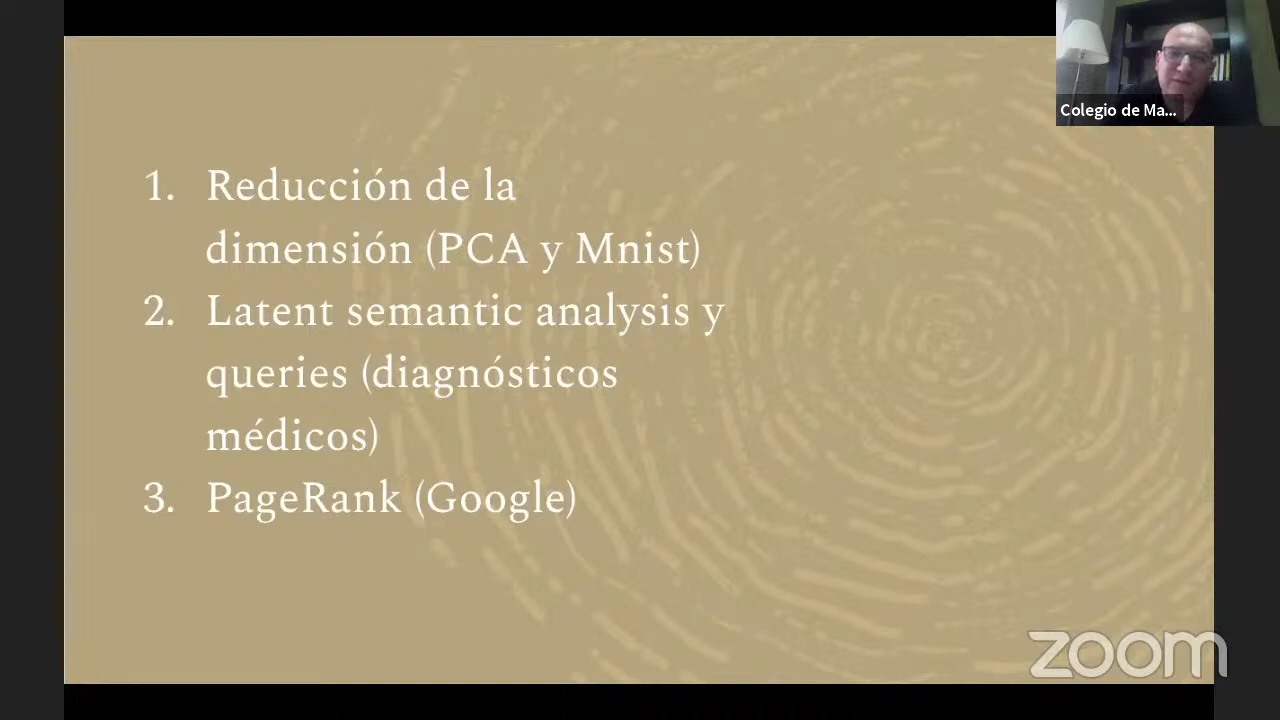 Colegio de Ma...
1. Reducción de la
dimensión (PCA y Mnist)
2. Latent semantic analysis y
queries (diagnósticos
médicos)
3. PageRank (Google)
zoom